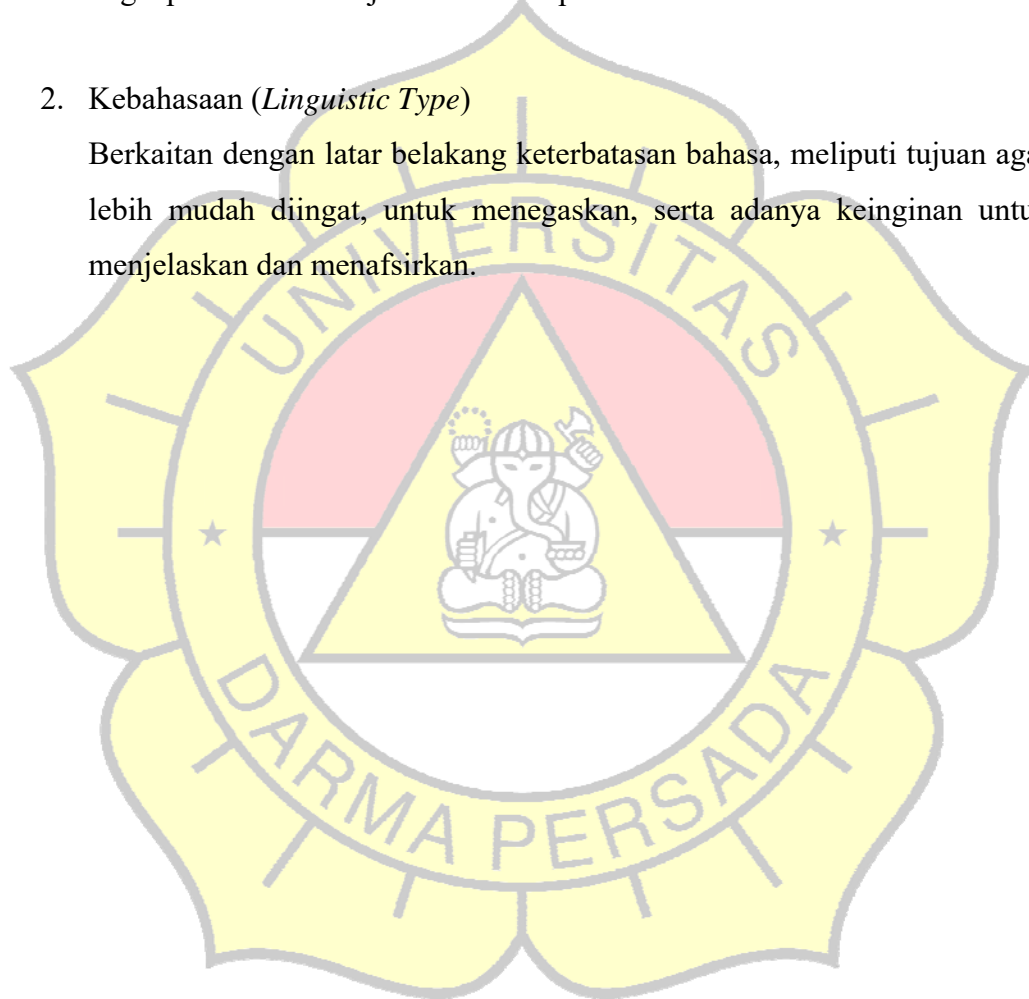 2. Kebahasaan (Linguistic Type)
Berkaitan dengan latar belakang keterbatasan bahasa, meliputi tujuan aga
lebih mudah diingat, untuk menegaskan, serta adanya keinginan untu
menjelaskan dan menafsirkan.
UNIVERSITAS
DARMA PERSADA